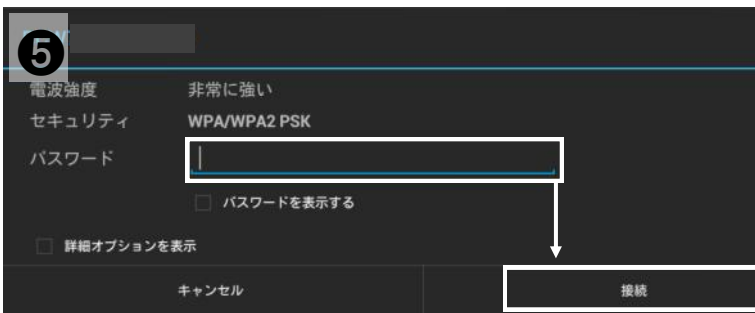 ❺
電波強度 非常に強い
セキュリティ WPA/WPA2 PSK
パスワード
パスワードを表示する
詳細オプションを表示
キャンセル 接続